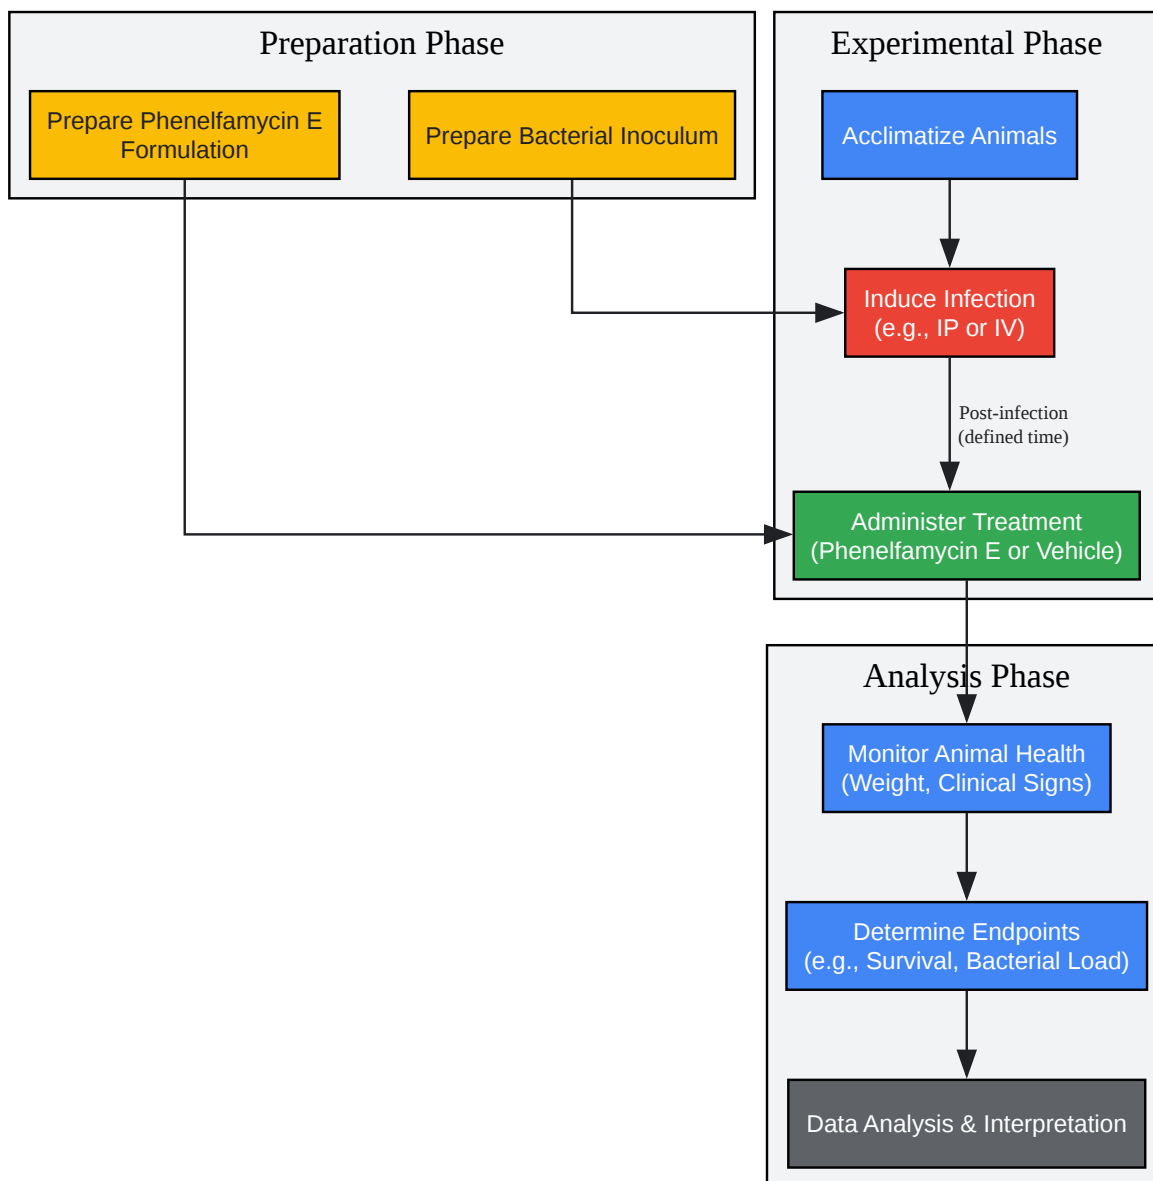 Preparation Phase
Prepare Phenelfamycin E
Formulation
Prepare Bacterial Inoculum
Experimental Phase
Acclimatize Animals
Induce Infection
(e.g., IP or IV)
Post-infection
(defined time)
Administer Treatment
(Phenelfamycin E or Vehicle)
Analysis Phase
Monitor Animal Health
(Weight, Clinical Signs)
Determine Endpoints
(e.g., Survival, Bacterial Load)
Data Analysis & Interpretation